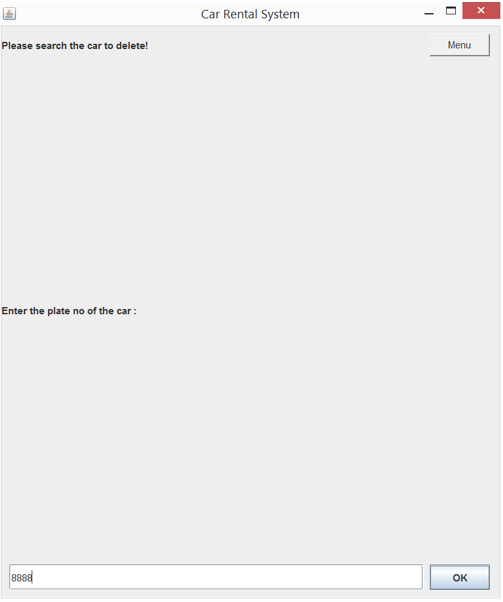 Car Rental System
Please search the car to delete!
Menu
Enter the plate no of the car :
8888
OK